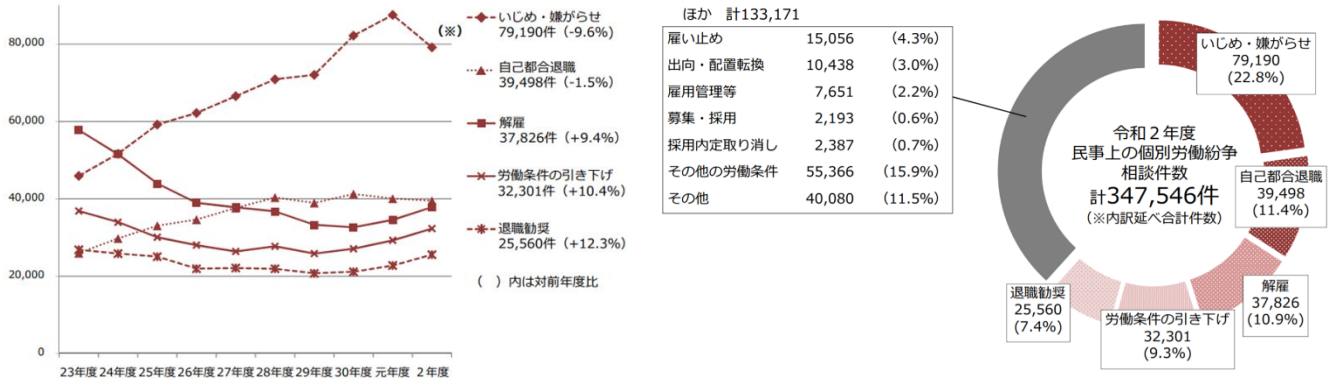 80,000
60,000
40,000
20,000
0
23年度 24年度 25年度 26年度 27年度 28年度 29年度 30年度 元年度 2年度
(※)
いじめ・嫌がらせ
79,190件 (-9.6%)
自己都合退職
39,498件 (-1.5%)
解雇
37,826件 (+9.4%)
労働条件の引き下げ
32,301件 (+10.4%)
退職勧奨
25,560件 (+12.3%)
( )内は対前年度比
ほか 計133,171
雇い止め 15,056 (4.3%)
出向・配置転換 10,438 (3.0%)
雇用管理等 7,651 (2.2%)
募集・採用 2,193 (0.6%)
採用内定取り消し 2,387 (0.7%)
その他の労働条件 55,366 (15.9%)
その他 40,080 (11.5%)
令和2年度
民事上の個別労働紛争
相談件数
計347,546件
(※内訳延べ合計件数)
いじめ・嫌がらせ
79,190
(22.8%)
自己都合退職
39,498
(11.4%)
解雇
37,826
(10.9%)
労働条件の引き下げ
32,301
(9.3%)
退職勧奨
25,560
(7.4%)